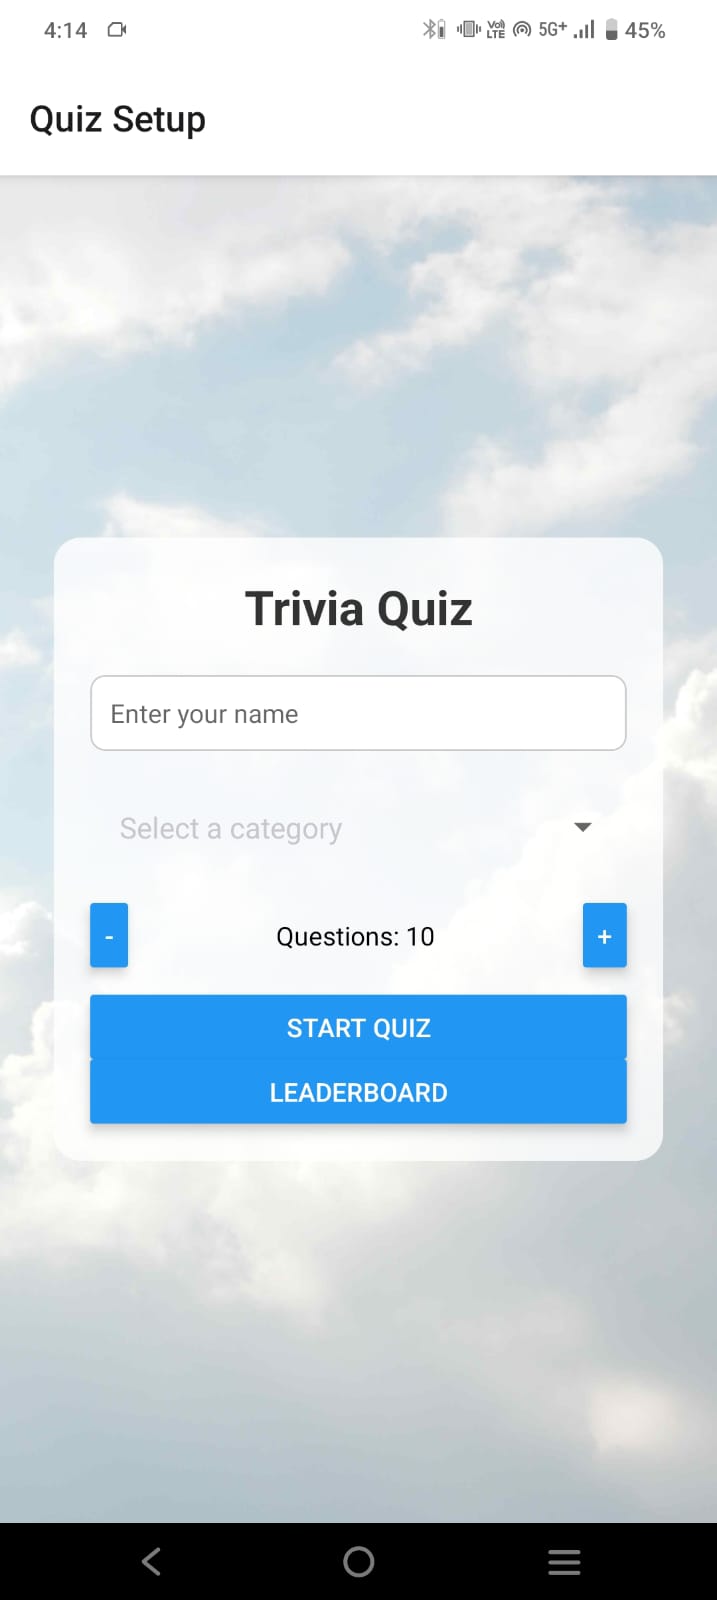 4:14 Vo) LTE 5G+ 45%
Quiz Setup
Trivia Quiz
Enter your name
Select a category
- Questions: 10 +
START QUIZ
LEADERBOARD